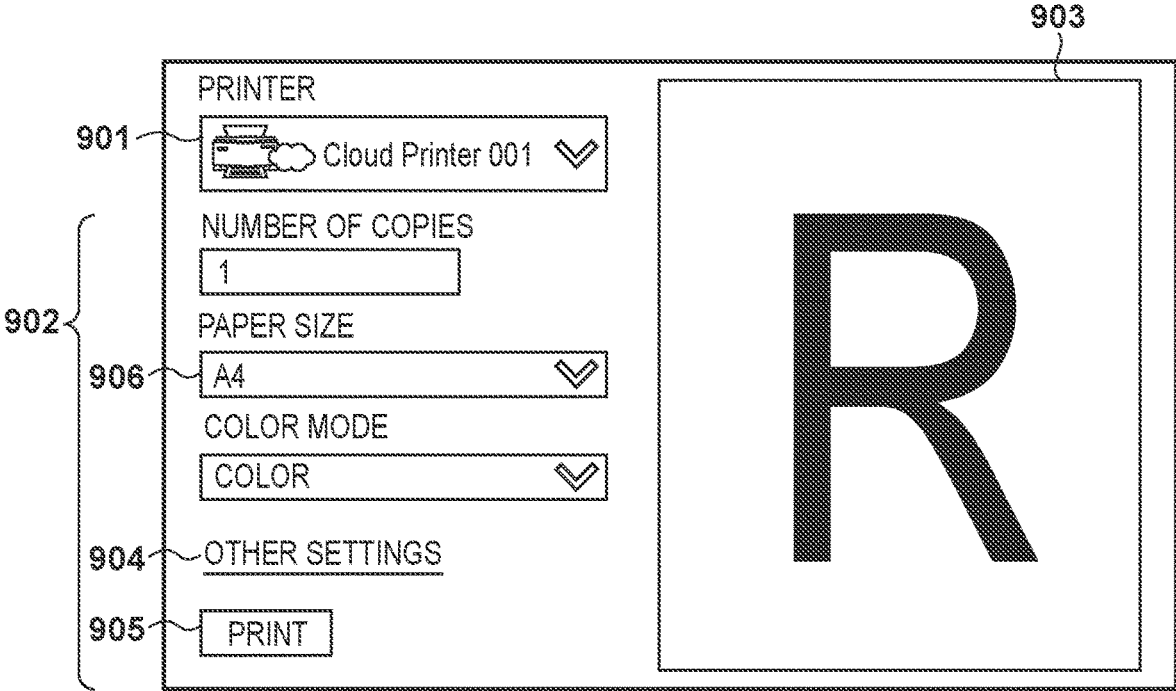 903
PRINTER
901
Cloud Printer 001
NUMBER OF COPIES
1
902
PAPER SIZE
906
A4
COLOR MODE
COLOR
904
OTHER SETTINGS
905
PRINT
R